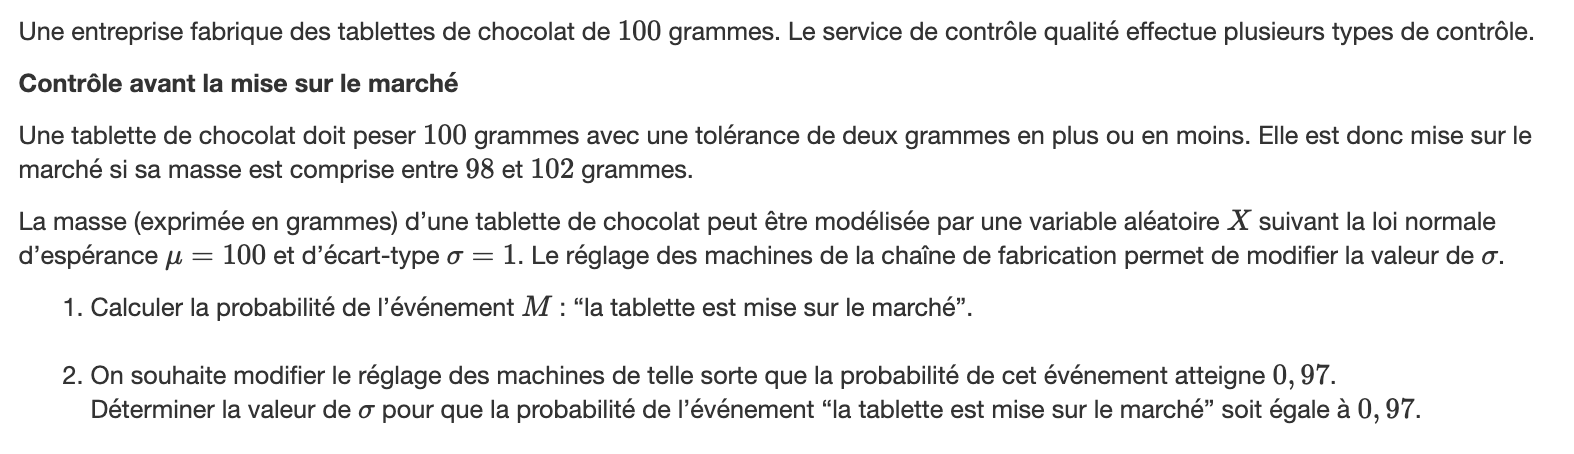 Une entreprise fabrique des tablettes de chocolat de 100 grammes. Le service de contrôle qualité effectue plusieurs types de contrôle.
Contrôle avant la mise sur le marché
Une tablette de chocolat doit peser 100 grammes avec une tolérance de deux grammes en plus ou en moins. Elle est donc mise sur le
marché si sa masse est comprise entre 98 et 102 grammes.
La masse (exprimée en grammes) d’une tablette de chocolat peut être modélisée par une variable aléatoire X suivant la loi normale
d’espérance μ = 100 et d’écart-type σ = 1. Le réglage des machines de la chaîne de fabrication permet de modifier la valeur de σ.
1. Calculer la probabilité de l’événement M : “la tablette est mise sur le marché”.
2. On souhaite modifier le réglage des machines de telle sorte que la probabilité de cet événement atteigne 0, 97.
Déterminer la valeur de σ pour que la probabilité de l’événement “la tablette est mise sur le marché” soit égale à 0, 97.